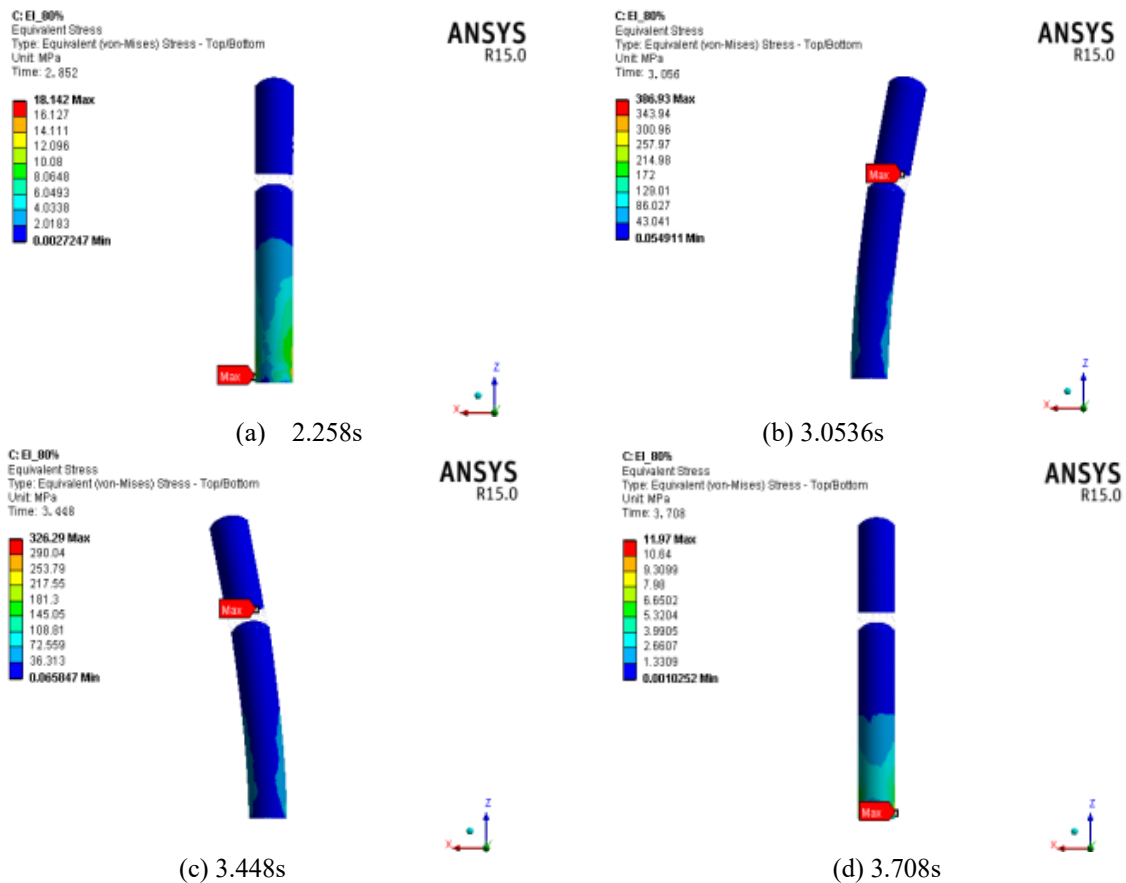 C: EI_80%
Equivalent Stress
Type: Equivalent (von-Mises) Stress - Top/Bottom
Unit: MPa
Time: 2.852
ANSYS
R15.0
18.142 Max
16.127
14.111
12.096
10.08
8.0648
6.0493
4.0338
2.0183
0.0027247 Min
Max
Z
X
Y
(a) 2.258s
C: EI_80%
Equivalent Stress
Type: Equivalent (von-Mises) Stress - Top/Bottom
Unit: MPa
Time: 3.056
ANSYS
R15.0
386.93 Max
343.94
300.96
257.97
214.98
172
129.01
86.027
43.041
0.054911 Min
Max
Z
X
Y
(b) 3.0536s
C: EI_80%
Equivalent Stress
Type: Equivalent (von-Mises) Stress - Top/Bottom
Unit: MPa
Time: 3.448
ANSYS
R15.0
326.29 Max
290.04
253.79
217.55
181.3
145.05
108.81
72.559
36.313
0.065847 Min
Max
Z
X
Y
(c) 3.448s
C: EI_80%
Equivalent Stress
Type: Equivalent (von-Mises) Stress - Top/Bottom
Unit: MPa
Time: 3.708
ANSYS
R15.0
11.97 Max
10.64
9.3099
7.98
6.6502
5.3204
3.9905
2.6607
1.3309
0.0010252 Min
Max
Z
X
Y
(d) 3.708s